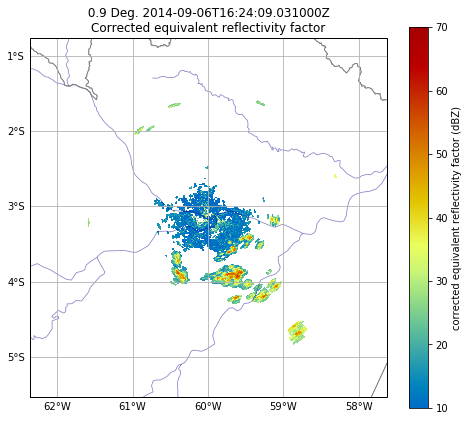 0.9 Deg. 2014-09-06T16:24:09.031000Z
Corrected equivalent reflectivity factor
1°S
2°S
3°S
4°S
5°S
62°W
61°W
60°W
59°W
58°W
70
60
50
40
30
20
10
corrected equivalent reflectivity factor (dBZ)